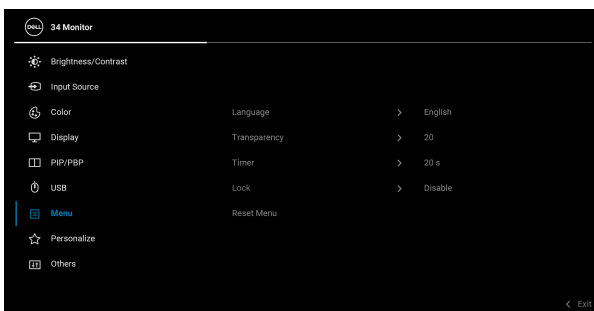 DELL 34 Monitor
Brightness/Contrast
Input Source
Color Language > English
Display Transparency > 20
PIP/PBP Timer > 20 s
USB Lock > Disable
Menu Reset Menu
Personalize
Others
< Exit